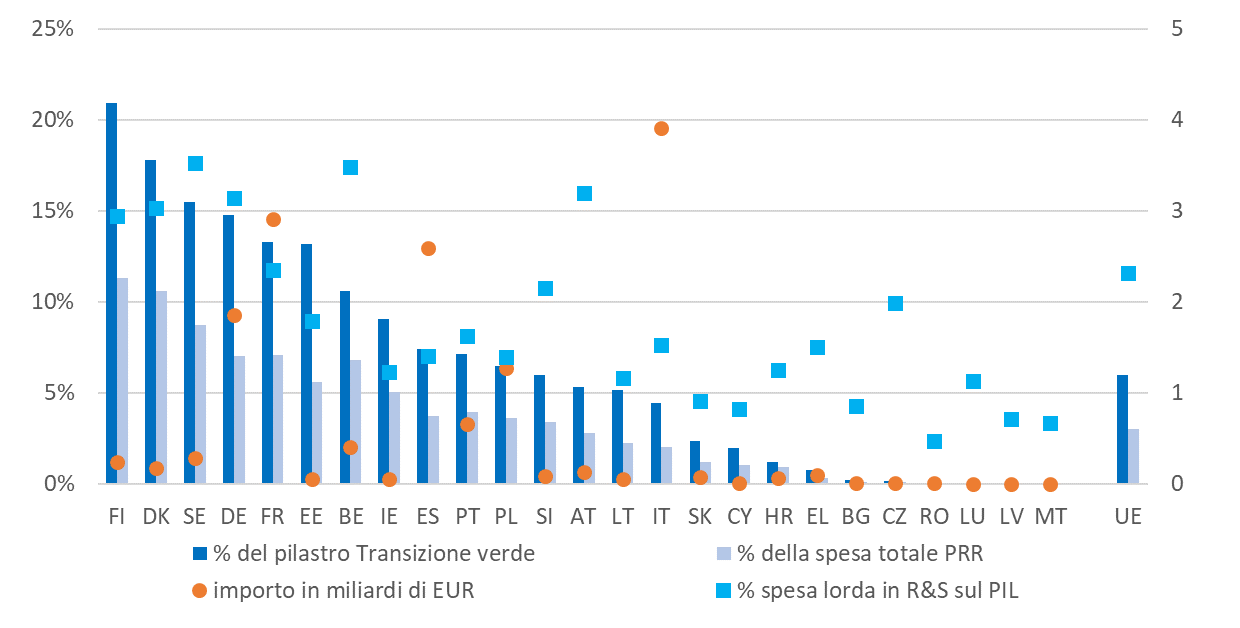 25% 5
20% 4
15% 3
10% 2
5% 1
0% 0
FI DK SE DE FR EE BE IE ES PT PL SI AT LT IT SK CY HR EL BG CZ RO LU LV MT UE
% del pilastro Transizione verde % della spesa totale PRR
importo in miliardi di EUR % spesa lorda in R&S sul PIL